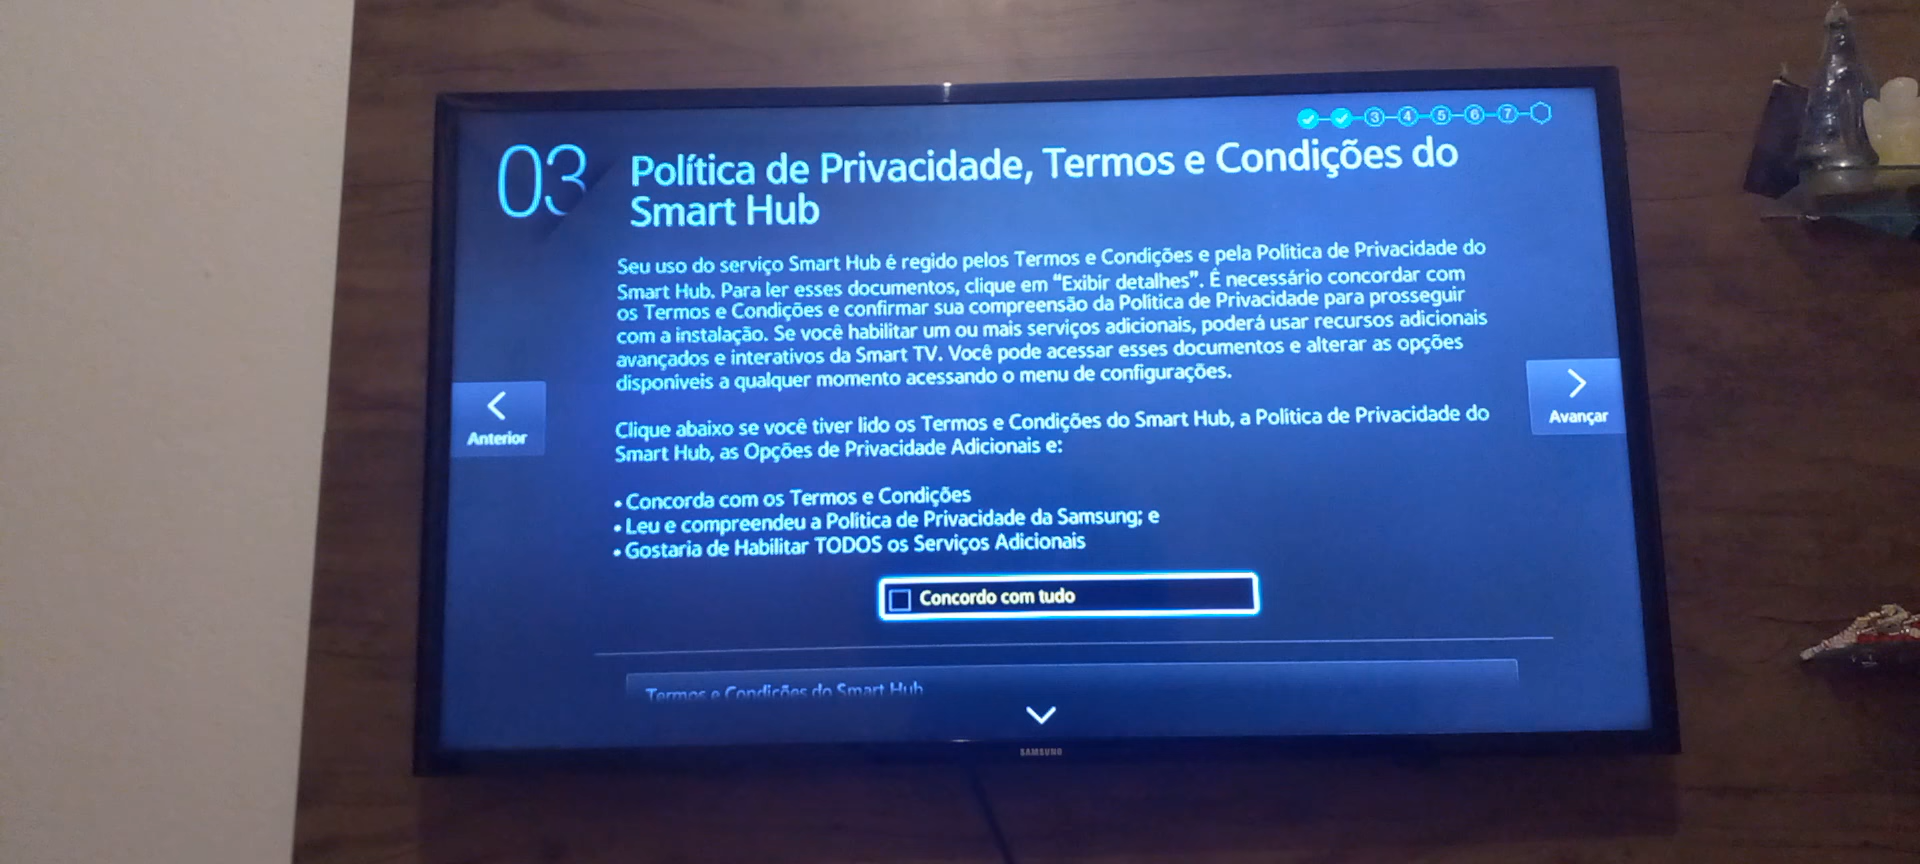 3 4 5 6 7
03
Política de Privacidade, Termos e Condições do
Smart Hub
Seu uso do serviço Smart Hub é regido pelos Termos e Condições e pela Política de Privacidade do
Smart Hub. Para ler esses documentos, clique em “Exibir detalhes”. É necessário concordar com
os Termos e Condições e confirmar sua compreensão da Política de Privacidade para prosseguir
com a instalação. Se você habilitar um ou mais serviços adicionais, poderá usar recursos adicionais
avançados e interativos da Smart TV. Você pode acessar esses documentos e alterar as opções
disponíveis a qualquer momento acessando o menu de configurações.
Anterior
Avançar
Clique abaixo se você tiver lido os Termos e Condições do Smart Hub, a Política de Privacidade do
Smart Hub, as Opções de Privacidade Adicionais e:
• Concorda com os Termos e Condições
• Leu e compreendeu a Política de Privacidade da Samsung; e
• Gostaria de Habilitar TODOS os Serviços Adicionais
Concordo com tudo
Termos e Condições do Smart Hub
SAMSUNG